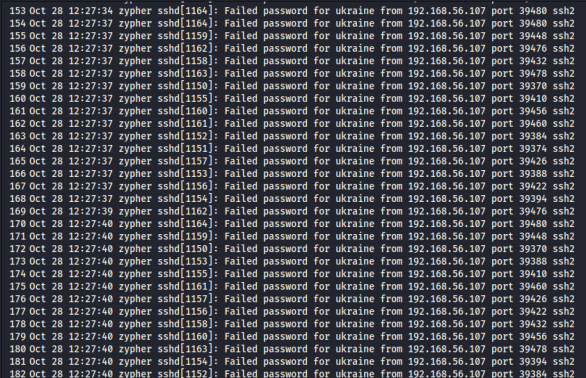 153 Oct 28 12:27:34 zypher sshd[1164]: Failed password for ukraine from 192.168.56.107 port 39480 ssh2
154 Oct 28 12:27:37 zypher sshd[1164]: Failed password for ukraine from 192.168.56.107 port 39480 ssh2
155 Oct 28 12:27:37 zypher sshd[1159]: Failed password for ukraine from 192.168.56.107 port 39448 ssh2
156 Oct 28 12:27:37 zypher sshd[1162]: Failed password for ukraine from 192.168.56.107 port 39476 ssh2
157 Oct 28 12:27:37 zypher sshd[1158]: Failed password for ukraine from 192.168.56.107 port 39432 ssh2
158 Oct 28 12:27:37 zypher sshd[1163]: Failed password for ukraine from 192.168.56.107 port 39478 ssh2
159 Oct 28 12:27:37 zypher sshd[1150]: Failed password for ukraine from 192.168.56.107 port 39370 ssh2
160 Oct 28 12:27:37 zypher sshd[1155]: Failed password for ukraine from 192.168.56.107 port 39410 ssh2
161 Oct 28 12:27:37 zypher sshd[1160]: Failed password for ukraine from 192.168.56.107 port 39456 ssh2
162 Oct 28 12:27:37 zypher sshd[1161]: Failed password for ukraine from 192.168.56.107 port 39460 ssh2
163 Oct 28 12:27:37 zypher sshd[1152]: Failed password for ukraine from 192.168.56.107 port 39384 ssh2
164 Oct 28 12:27:37 zypher sshd[1151]: Failed password for ukraine from 192.168.56.107 port 39374 ssh2
165 Oct 28 12:27:37 zypher sshd[1157]: Failed password for ukraine from 192.168.56.107 port 39426 ssh2
166 Oct 28 12:27:37 zypher sshd[1153]: Failed password for ukraine from 192.168.56.107 port 39388 ssh2
167 Oct 28 12:27:37 zypher sshd[1156]: Failed password for ukraine from 192.168.56.107 port 39422 ssh2
168 Oct 28 12:27:37 zypher sshd[1154]: Failed password for ukraine from 192.168.56.107 port 39394 ssh2
169 Oct 28 12:27:39 zypher sshd[1162]: Failed password for ukraine from 192.168.56.107 port 39476 ssh2
170 Oct 28 12:27:40 zypher sshd[1164]: Failed password for ukraine from 192.168.56.107 port 39480 ssh2
171 Oct 28 12:27:40 zypher sshd[1159]: Failed password for ukraine from 192.168.56.107 port 39448 ssh2
172 Oct 28 12:27:40 zypher sshd[1150]: Failed password for ukraine from 192.168.56.107 port 39370 ssh2
173 Oct 28 12:27:40 zypher sshd[1153]: Failed password for ukraine from 192.168.56.107 port 39388 ssh2
174 Oct 28 12:27:40 zypher sshd[1155]: Failed password for ukraine from 192.168.56.107 port 39410 ssh2
175 Oct 28 12:27:40 zypher sshd[1161]: Failed password for ukraine from 192.168.56.107 port 39460 ssh2
176 Oct 28 12:27:40 zypher sshd[1157]: Failed password for ukraine from 192.168.56.107 port 39426 ssh2
177 Oct 28 12:27:40 zypher sshd[1156]: Failed password for ukraine from 192.168.56.107 port 39422 ssh2
178 Oct 28 12:27:40 zypher sshd[1158]: Failed password for ukraine from 192.168.56.107 port 39432 ssh2
179 Oct 28 12:27:40 zypher sshd[1160]: Failed password for ukraine from 192.168.56.107 port 39456 ssh2
180 Oct 28 12:27:40 zypher sshd[1163]: Failed password for ukraine from 192.168.56.107 port 39478 ssh2
181 Oct 28 12:27:40 zypher sshd[1154]: Failed password for ukraine from 192.168.56.107 port 39394 ssh2
182 Oct 28 12:27:40 zypher sshd[1152]: Failed password for ukraine from 192.168.56.107 port 39384 ssh2